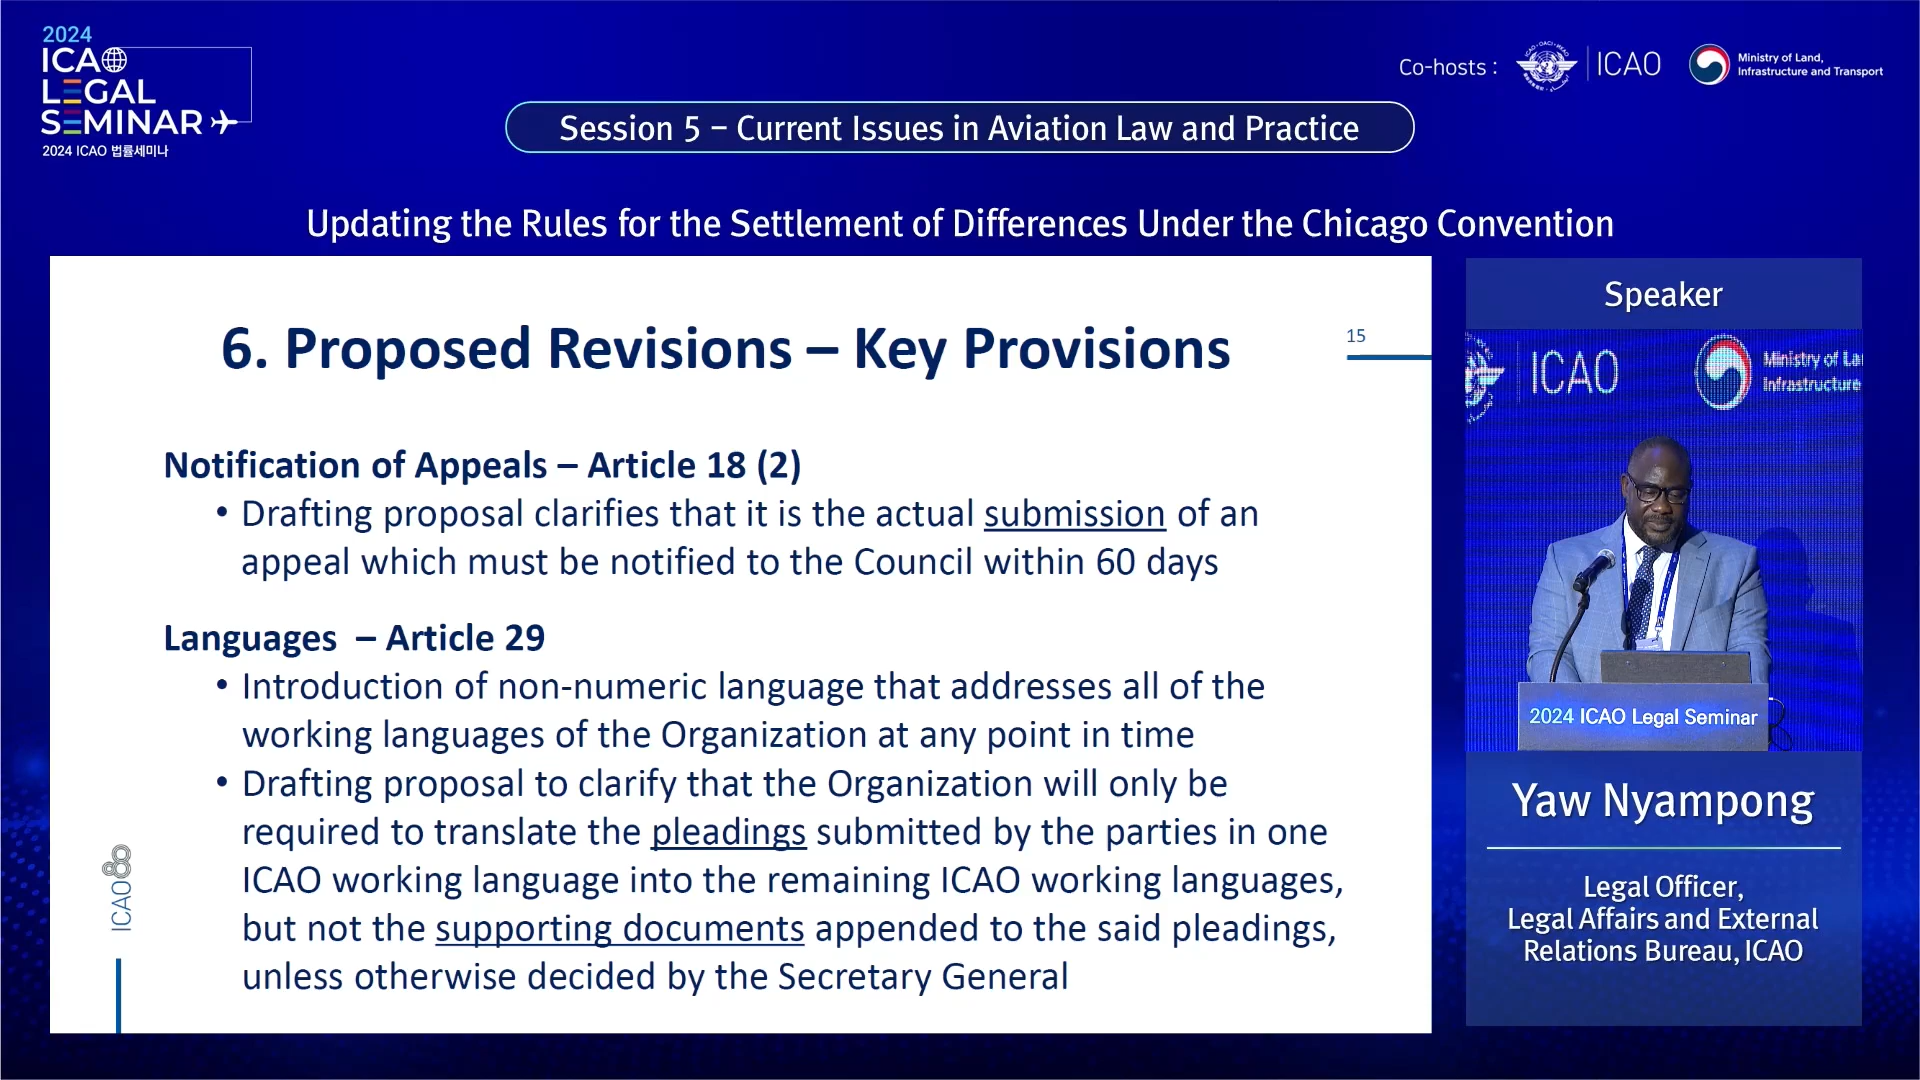 2024
ICAO
LEGAL
SEMINAR
2024 ICAO 법률세미나
Co-hosts :
ICAO
Ministry of Land,
Infrastructure and Transport
Session 5 – Current Issues in Aviation Law and Practice
Updating the Rules for the Settlement of Differences Under the Chicago Convention
6. Proposed Revisions – Key Provisions
15
Notification of Appeals – Article 18 (2)
• Drafting proposal clarifies that it is the actual submission of an
appeal which must be notified to the Council within 60 days
Languages – Article 29
• Introduction of non-numeric language that addresses all of the
working languages of the Organization at any point in time
• Drafting proposal to clarify that the Organization will only be
required to translate the pleadings submitted by the parties in one
ICAO working language into the remaining ICAO working languages,
but not the supporting documents appended to the said pleadings,
unless otherwise decided by the Secretary General
ICAO80
Speaker
ICAO
Ministry of La
Infrastructure
2024 ICAO Legal Seminar
Yaw Nyampong
Legal Officer,
Legal Affairs and External
Relations Bureau, ICAO